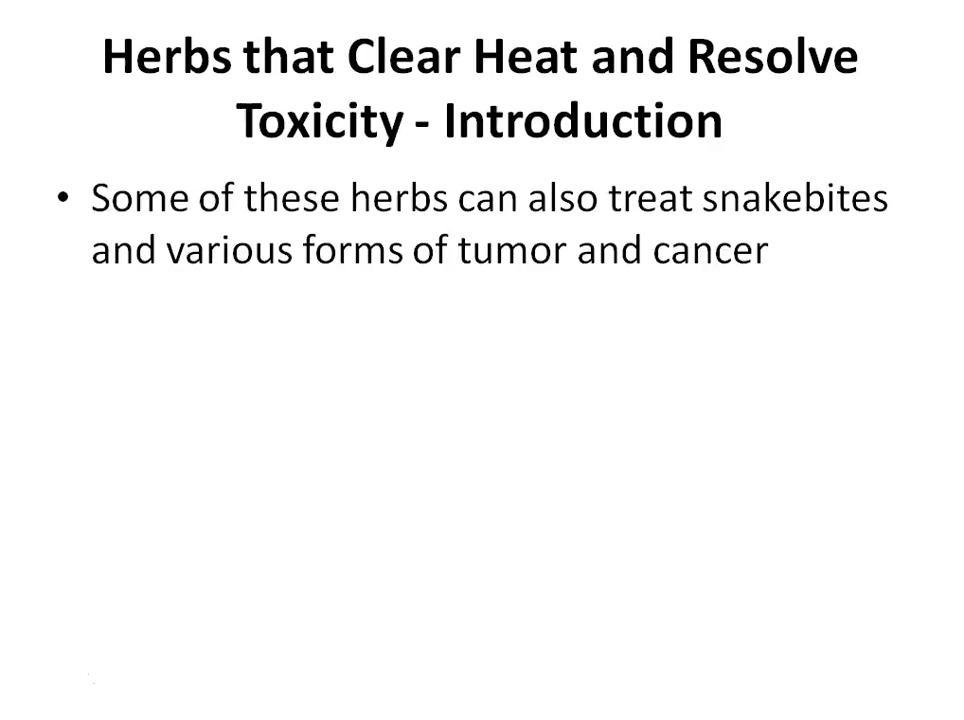 Herbs that Clear Heat and Resolve
Toxicity - Introduction
• Some of these herbs can also treat snakebites
and various forms of tumor and cancer